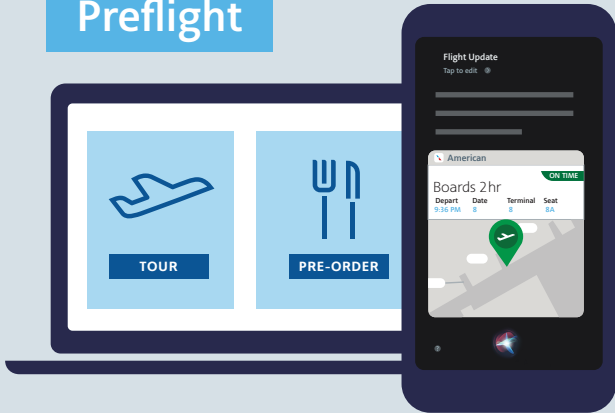 Preflight
TOUR
PRE-ORDER
Flight Update
Tap to edit
American
ON TIME
Boards 2hr
Depart Date Terminal Seat
9:36 PM 8 8 8A
?